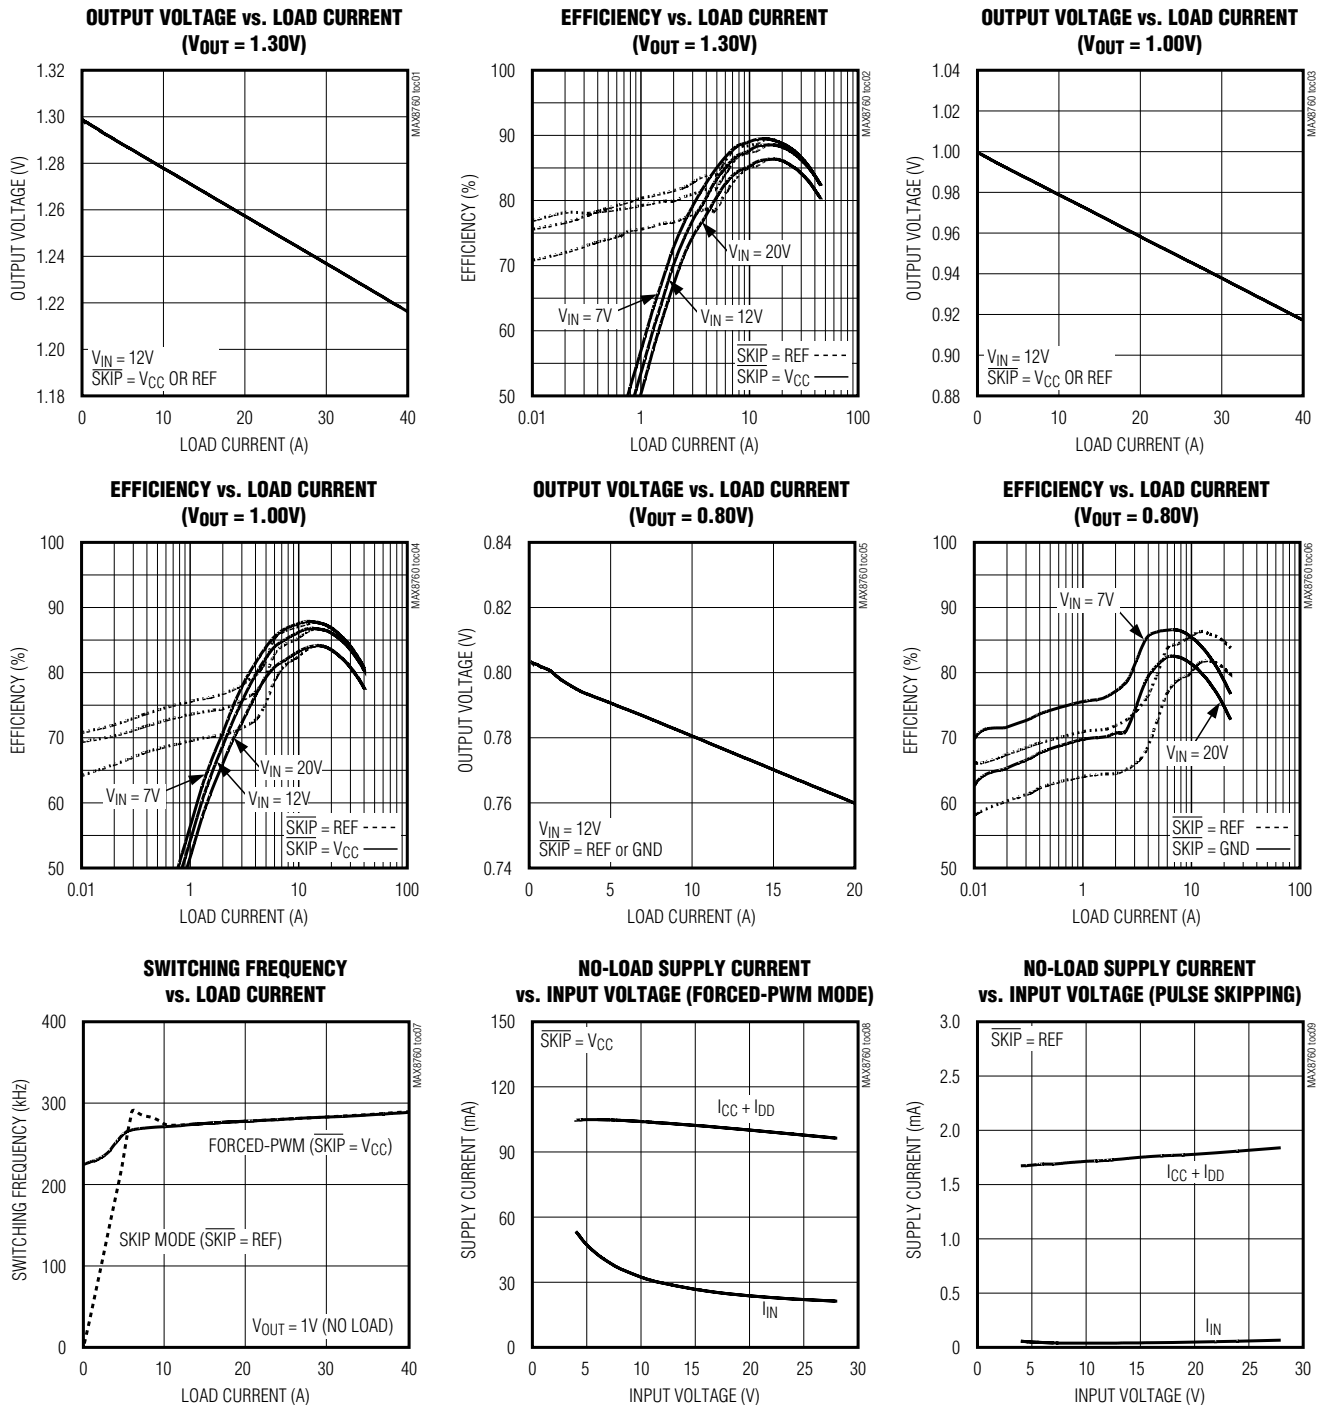 OUTPUT VOLTAGE vs. LOAD CURRENT
(VOUT = 1.30V)
1.32
1.30
1.28
1.26
1.24
1.22
1.20
1.18
OUTPUT VOLTAGE (V)
VIN = 12V
SKIP = VCC OR REF
0 10 20 30 40
LOAD CURRENT (A)
MAX8760 toc01
EFFICIENCY vs. LOAD CURRENT
(VOUT = 1.30V)
100
90
80
70
60
50
EFFICIENCY (%)
VIN = 20V
VIN = 7V
VIN = 12V
SKIP = REF
SKIP = VCC
0.01 1 10 100
LOAD CURRENT (A)
MAX8760 toc02
OUTPUT VOLTAGE vs. LOAD CURRENT
(VOUT = 1.00V)
1.04
1.02
1.00
0.98
0.96
0.94
0.92
0.90
0.88
OUTPUT VOLTAGE (V)
VIN = 12V
SKIP = VCC OR REF
0 10 20 30 40
LOAD CURRENT (A)
MAX8760 toc03
EFFICIENCY vs. LOAD CURRENT
(VOUT = 1.00V)
100
90
80
70
60
50
EFFICIENCY (%)
VIN = 20V
VIN = 7V
VIN = 12V
SKIP = REF
SKIP = VCC
0.01 1 10 100
LOAD CURRENT (A)
MAX8760 toc04
OUTPUT VOLTAGE vs. LOAD CURRENT
(VOUT = 0.80V)
0.84
0.82
0.80
0.78
0.76
0.74
OUTPUT VOLTAGE (V)
VIN = 12V
SKIP = REF or GND
0 5 10 15 20
LOAD CURRENT (A)
MAX8760 toc05
EFFICIENCY vs. LOAD CURRENT
(VOUT = 0.80V)
100
90
80
70
60
50
EFFICIENCY (%)
VIN = 7V
VIN = 20V
SKIP = REF
SKIP = GND
0.01 1 10 100
LOAD CURRENT (A)
MAX8760 toc06
SWITCHING FREQUENCY
vs. LOAD CURRENT
400
300
200
100
0
SWITCHING FREQUENCY (kHz)
FORCED-PWM (SKIP = VCC)
SKIP MODE (SKIP = REF)
VOUT = 1V (NO LOAD)
0 10 20 30 40
LOAD CURRENT (A)
MAX8760 toc07
NO-LOAD SUPPLY CURRENT
vs. INPUT VOLTAGE (FORCED-PWM MODE)
150
120
90
60
30
0
SUPPLY CURRENT (mA)
SKIP = VCC
ICC + IDD
IIN
0 5 10 15 20 25 30
INPUT VOLTAGE (V)
MAX8760 toc08
NO-LOAD SUPPLY CURRENT
vs. INPUT VOLTAGE (PULSE SKIPPING)
3.0
2.5
2.0
1.5
1.0
0.5
0
SUPPLY CURRENT (mA)
SKIP = REF
ICC + IDD
IIN
0 5 10 15 20 25 30
INPUT VOLTAGE (V)
MAX8760 toc09